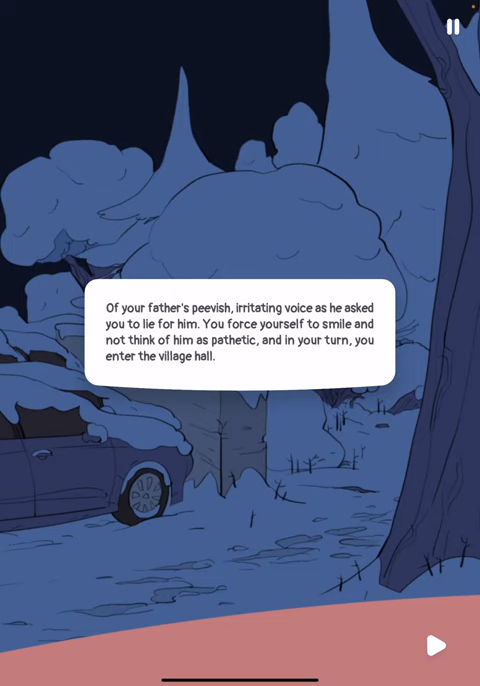 Of your father's peevish, irritating voice as he asked
you to lie for him. You force yourself to smile and
not think of him as pathetic, and in your turn, you
enter the village hall.